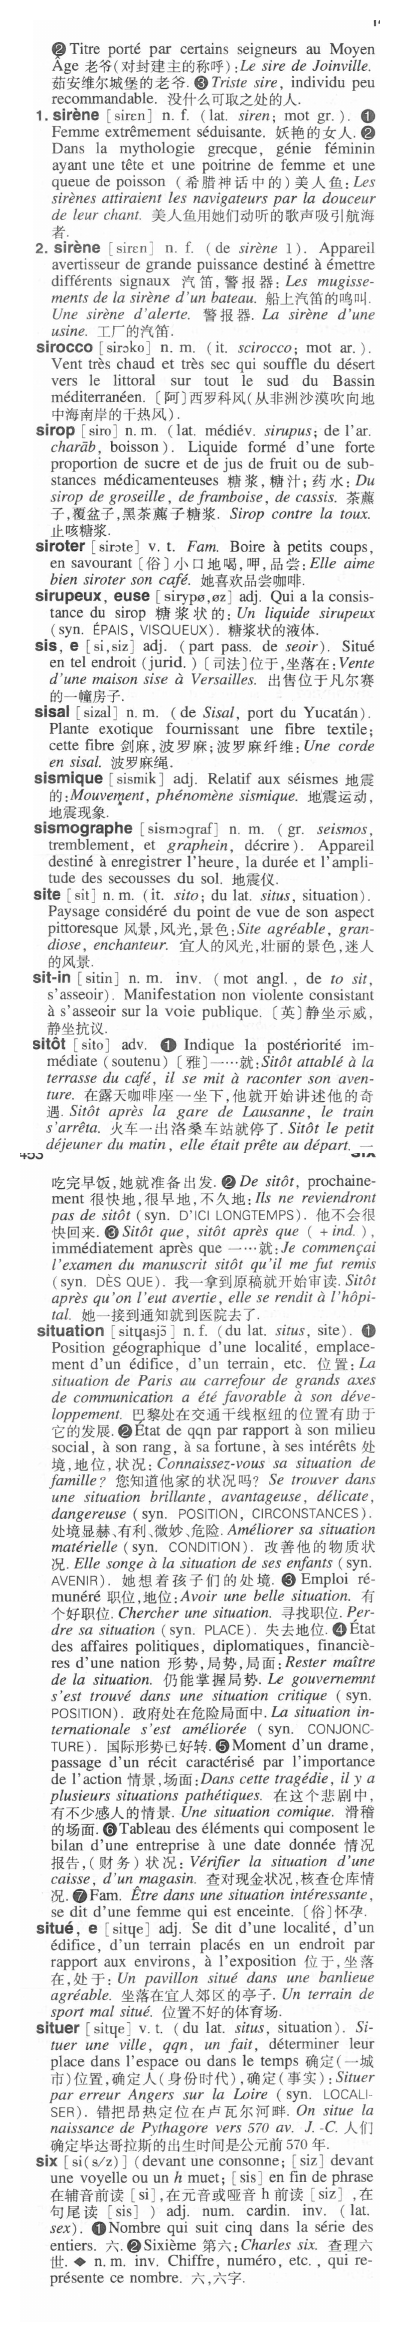 ❷ Titre porté par certains seigneurs au Moyen
Âge 老爷(对封建主的称呼):Le sire de Joinville.
茹安维尔城堡的老爷. ❸ Triste sire, individu peu
recommandable. 没什么可取之处的人.
1. sirène [sirɛn] n. f. (lat. siren; mot gr.). ❶
Femme extrêmement séduisante. 妖艳的女人. ❷
Dans la mythologie grecque, génie féminin
ayant une tête et une poitrine de femme et une
queue de poisson (希腊神话中的)美人鱼: Les
sirènes attiraient les navigateurs par la douceur
de leur chant. 美人鱼用她们动听的歌声吸引航海
者.
2. sirène [sirɛn] n. f. (de sirène 1). Appareil
avertisseur de grande puissance destiné à émettre
différents signaux 汽笛,警报器: Les mugisse-
ments de la sirène d'un bateau. 船上汽笛的鸣叫.
Une sirène d'alerte. 警报器. La sirène d'une
usine. 工厂的汽笛.
sirocco [sirɔko] n. m. (it. scirocco; mot ar.).
Vent très chaud et très sec qui souffle du désert
vers le littoral sur tout le sud du Bassin
méditerranéen. 〔阿〕西罗科风(从非洲沙漠吹向地
中海南岸的干热风).
sirop [siro] n. m. (lat. médiév. sirupus; de l'ar.
charāb, boisson). Liquide formé d'une forte
proportion de sucre et de jus de fruit ou de sub-
stances médicamenteuses 糖浆,糖汁;药水: Du
sirop de groseille, de framboise, de cassis. 茶藨
子,覆盆子,黑茶藨子糖浆. Sirop contre la toux.
止咳糖浆.
siroter [sirɔte] v. t. Fam. Boire à petits coups,
en savourant〔俗〕小口地喝,呷,品尝: Elle aime
bien siroter son café. 她喜欢品尝咖啡.
sirupeux, euse [sirypø,øz] adj. Qui a la consis-
tance du sirop 糖浆状的: Un liquide sirupeux
(syn. ÉPAIS, VISQUEUX). 糖浆状的液体.
sis, e [si,siz] adj. (part pass. de seoir). Situé
en tel endroit (jurid.)〔司法〕位于,坐落在:Vente
d'une maison sise à Versailles. 出售位于凡尔赛
的一幢房子.
sisal [sizal] n. m. (de Sisal, port du Yucatán).
Plante exotique fournissant une fibre textile;
cette fibre 剑麻,波罗麻;波罗麻纤维: Une corde
en sisal. 波罗麻绳.
sismique [sismik] adj. Relatif aux séismes 地震
的:Mouvement, phénomène sismique. 地震运动,
地震现象.
sismographe [sismɔgraf] n. m. (gr. seismos,
tremblement, et graphein, décrire). Appareil
destiné à enregistrer l'heure, la durée et l'ampli-
tude des secousses du sol. 地震仪.
site [sit] n. m. (it. sito; du lat. situs, situation).
Paysage considéré du point de vue de son aspect
pittoresque 风景,风光,景色:Site agréable, gran-
diose, enchanteur. 宜人的风光,壮丽的景色,迷人
的风景.
sit-in [sitin] n. m. inv. (mot angl., de to sit,
s'asseoir). Manifestation non violente consistant
à s'asseoir sur la voie publique. 〔英〕静坐示威,
静坐抗议.
sitôt [sito] adv. ❶ Indique la postériorité im-
médiate (soutenu)〔雅〕一……就:Sitôt attablé à la
terrasse du café, il se mit à raconter son aven-
ture. 在露天咖啡座一坐下,他就开始讲述他的奇
遇. Sitôt après la gare de Lausanne, le train
s'arrêta. 火车一出洛桑车站就停了. Sitôt le petit
déjeuner du matin, elle était prête au départ. 一
吃完早饭,她就准备出发. ❷ De sitôt, prochaine-
ment 很快地,很早地,不久地: Ils ne reviendront
pas de sitôt (syn. D'ICI LONGTEMPS). 他不会很
快回来. ❸ Sitôt que, sitôt après que (+ ind.),
immédiatement après que 一……就:Je commençai
l'examen du manuscrit sitôt qu'il me fut remis
(syn. DÈS QUE). 我一拿到原稿就开始审读. Sitôt
après qu'on l'eut avertie, elle se rendit à l'hôpi-
tal. 她一接到通知就到医院去了.
situation [sitɥasjɔ̃] n. f. (du lat. situs, site). ❶
Position géographique d'une localité, emplace-
ment d'un édifice, d'un terrain, etc. 位置: La
situation de Paris au carrefour de grands axes
de communication a été favorable à son déve-
loppement. 巴黎处在交通干线枢纽的位置有助于
它的发展. ❷ État de qqn par rapport à son milieu
social, à son rang, à sa fortune, à ses intérêts 处
境,地位,状况: Connaissez-vous sa situation de
famille? 您知道他家的状况吗? Se trouver dans
une situation brillante, avantageuse, délicate,
dangereuse (syn. POSITION, CIRCONSTANCES).
处境显赫、有利、微妙、危险. Améliorer sa situation
matérielle (syn. CONDITION). 改善他的物质状
况. Elle songe à la situation de ses enfants (syn.
AVENIR). 她想着孩子们的处境. ❸ Emploi ré-
munéré 职位,地位: Avoir une belle situation. 有
个好职位. Chercher une situation. 寻找职位. Per-
dre sa situation (syn. PLACE). 失去地位. ❹ État
des affaires politiques, diplomatiques, financiè-
res d'une nation 形势,局势,局面: Rester maître
de la situation. 仍能掌握局势. Le gouvernemnt
s'est trouvé dans une situation critique (syn.
POSITION). 政府处在危险局面中. La situation in-
ternationale s'est améliorée (syn. CONJONC-
TURE). 国际形势已好转. ❺ Moment d'un drame,
passage d'un récit caractérisé par l'importance
de l'action 情景,场面:Dans cette tragédie, il y a
plusieurs situations pathétiques. 在这个悲剧中,
有不少感人的情景. Une situation comique. 滑稽
的场面. ❻ Tableau des éléments qui composent le
bilan d'une entreprise à une date donnée 情况
报告,(财务)状况: Vérifier la situation d'une
caisse, d'un magasin. 查对现金状况,核查仓库情
况. ❼ Fam. Être dans une situation intéressante,
se dit d'une femme qui est enceinte. 〔俗〕怀孕.
situé, e [sitɥe] adj. Se dit d'une localité, d'un
édifice, d'un terrain placés en un endroit par
rapport aux environs, à l'exposition 位于,坐落
在,处于: Un pavillon situé dans une banlieue
agréable. 坐落在宜人郊区的亭子. Un terrain de
sport mal situé. 位置不好的体育场.
situer [sitɥe] v. t. (du lat. situs, situation). Si-
tuer une ville, qqn, un fait, déterminer leur
place dans l'espace ou dans le temps 确定(一城
市)位置,确定人(身份时代),确定(事实): Situer
par erreur Angers sur la Loire (syn. LOCALI-
SER). 错把昂热定位在卢瓦尔河畔. On situe la
naissance de Pythagore vers 570 av. J.-C. 人们
确定毕达哥拉斯的出生时间是公元前570年.
six [si(s/z)] (devant une consonne; [siz] devant
une voyelle ou un h muet; [sis] en fin de phrase
在辅音前读 [si],在元音或哑音 h 前读 [siz],在
句尾读 [sis]) adj. num. cardin. inv. (lat.
sex). ❶ Nombre qui suit cinq dans la série des
entiers. 六. ❷ Sixième 第六: Charles six. 查理六
世. ◆ n. m. inv. Chiffre, numéro, etc., qui re-
présente ce nombre. 六,六字.